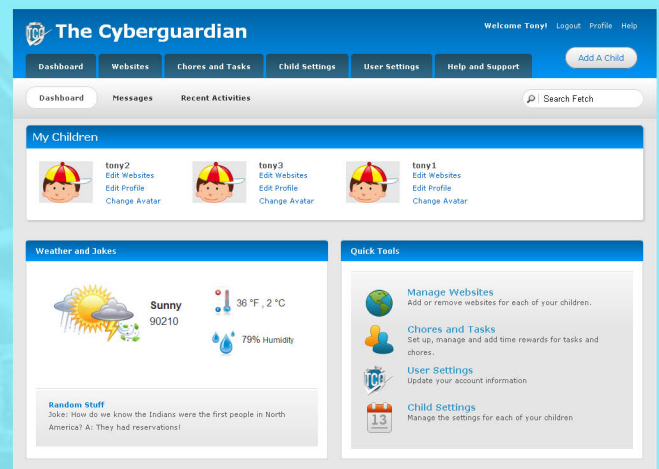 TCG The Cyberguardian
Welcome Tony! Logout Profile Help
Dashboard Websites Chores and Tasks Child Settings User Settings Help and Support Add A Child
Dashboard Messages Recent Activities Search Fetch
My Children
tony2
Edit Websites
Edit Profile
Change Avatar
tony3
Edit Websites
Edit Profile
Change Avatar
tony1
Edit Websites
Edit Profile
Change Avatar
Weather and Jokes
Sunny
90210
36 °F , 2 °C
79% Humidity
Random Stuff
Joke: How do we know the Indians were the first people in North
America? A: They had reservations!
Quick Tools
Manage Websites
Add or remove websites for each of your children.
Chores and Tasks
Set up, manage and add time rewards for tasks and
chores.
TCG
User Settings
Update your account information
13
Child Settings
Manage the settings for each of your children